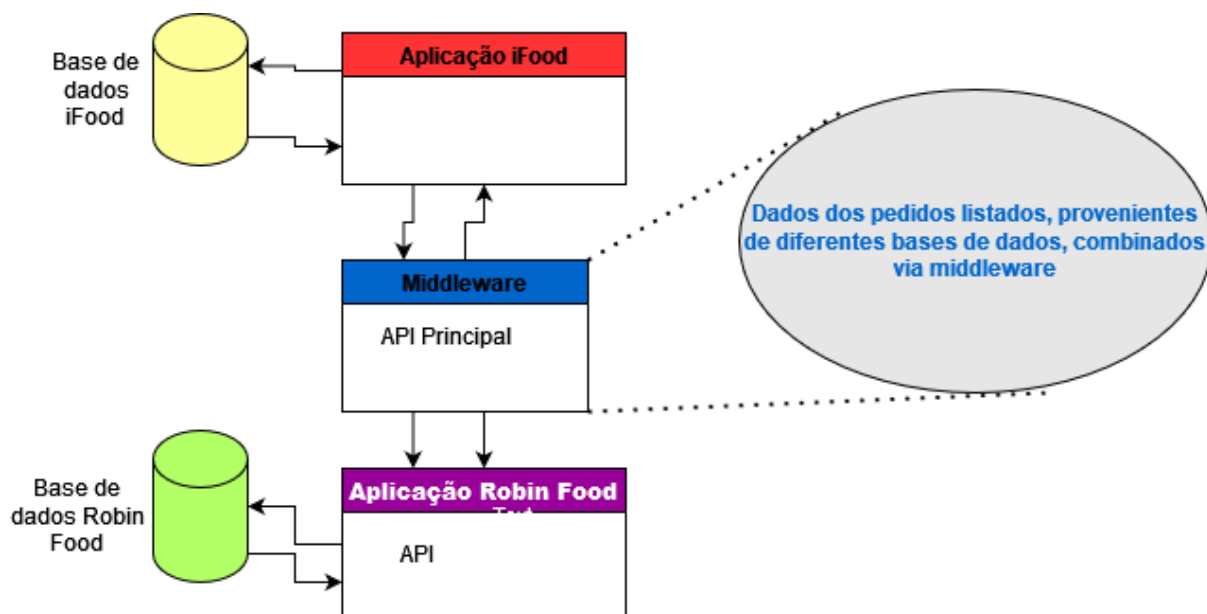 Base de
dados
iFood
Aplicação iFood
Dados dos pedidos listados, provenientes
de diferentes bases de dados, combinados
via middleware
Middleware
API Principal
Base de
dados Robin
Food
Aplicação Robin Food
Text
API